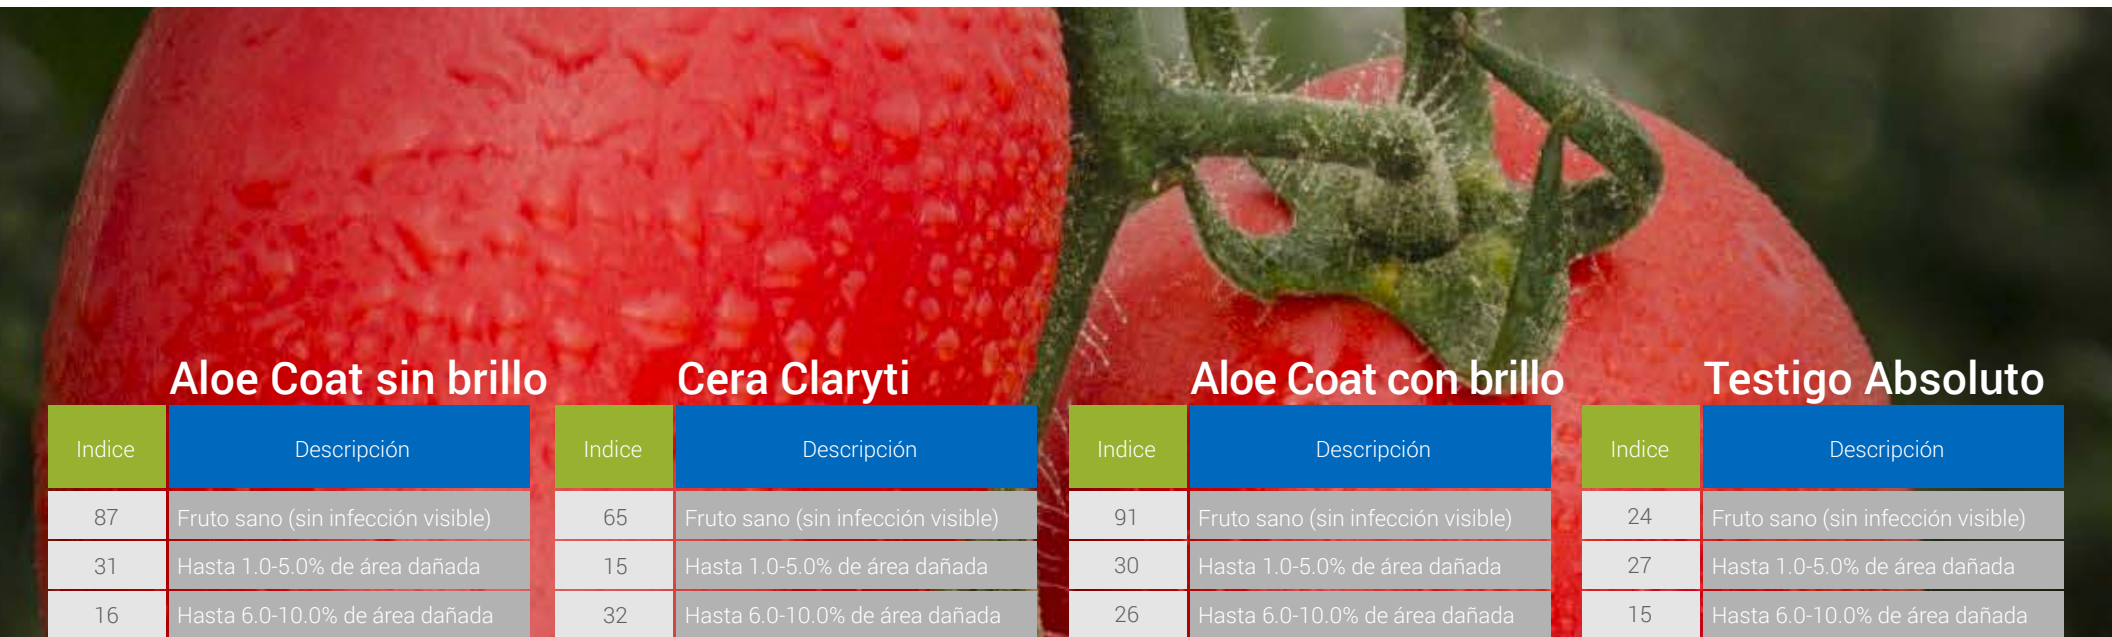 Aloe Coat sin brillo
Indice Descripción
87 Fruto sano (sin infección visible)
31 Hasta 1.0-5.0% de área dañada
16 Hasta 6.0-10.0% de área dañada
Cera Claryti
Indice Descripción
65 Fruto sano (sin infección visible)
15 Hasta 1.0-5.0% de área dañada
32 Hasta 6.0-10.0% de área dañada
Aloe Coat con brillo
Indice Descripción
91 Fruto sano (sin infección visible)
30 Hasta 1.0-5.0% de área dañada
26 Hasta 6.0-10.0% de área dañada
Testigo Absoluto
Indice Descripción
24 Fruto sano (sin infección visible)
27 Hasta 1.0-5.0% de área dañada
15 Hasta 6.0-10.0% de área dañada